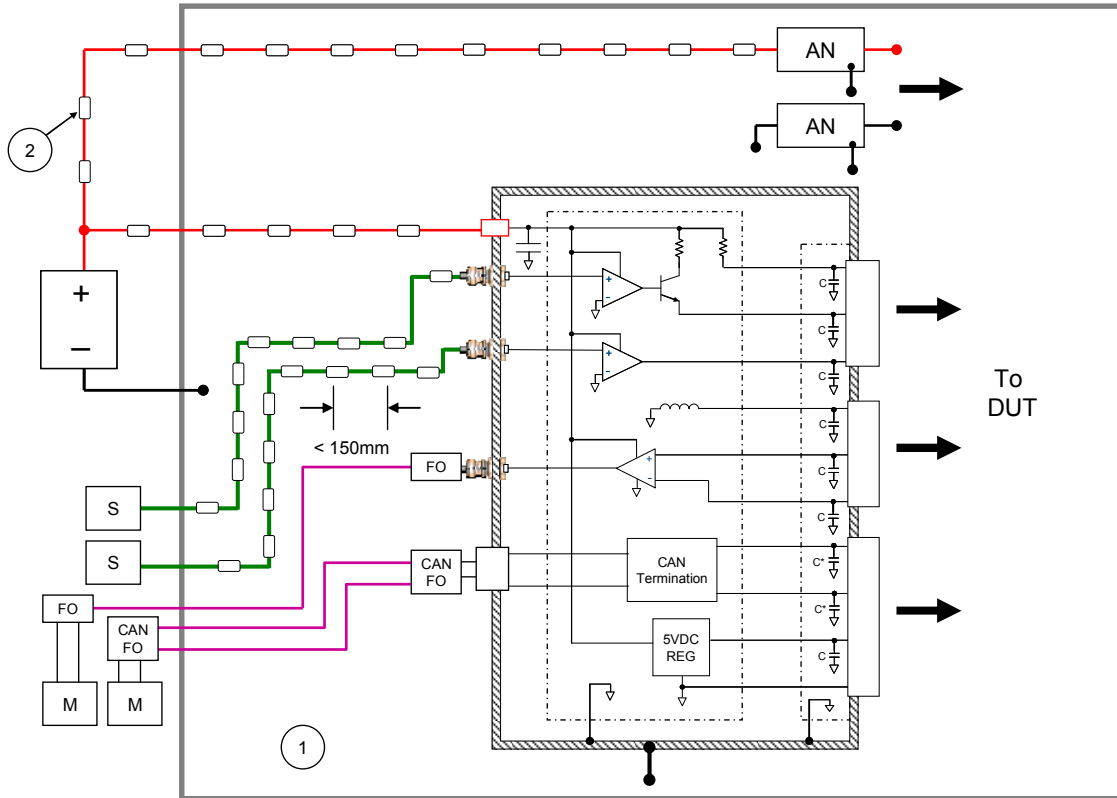 AN
2
AN
+
−
+
−
C
C
+
−
C
To
DUT
C
< 150mm
FO
+
−
C
S
C
S
CAN
FO
CAN
Termination
C*
FO
C*
CAN
FO
5VDC
REG
C
M
M
1